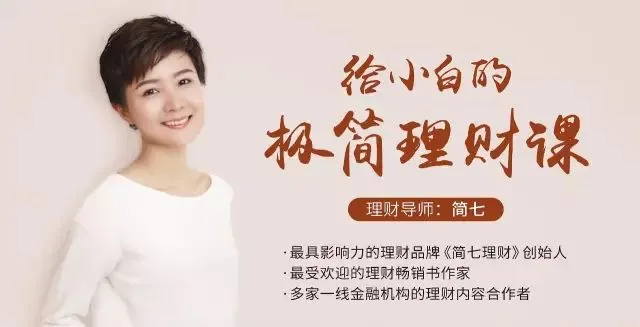 给小白的
极简理财课
理财导师：简七
·最具影响力的理财品牌《简七理财》创始人
·最受欢迎的理财畅销书作家
·多家一线金融机构的理财内容合作者